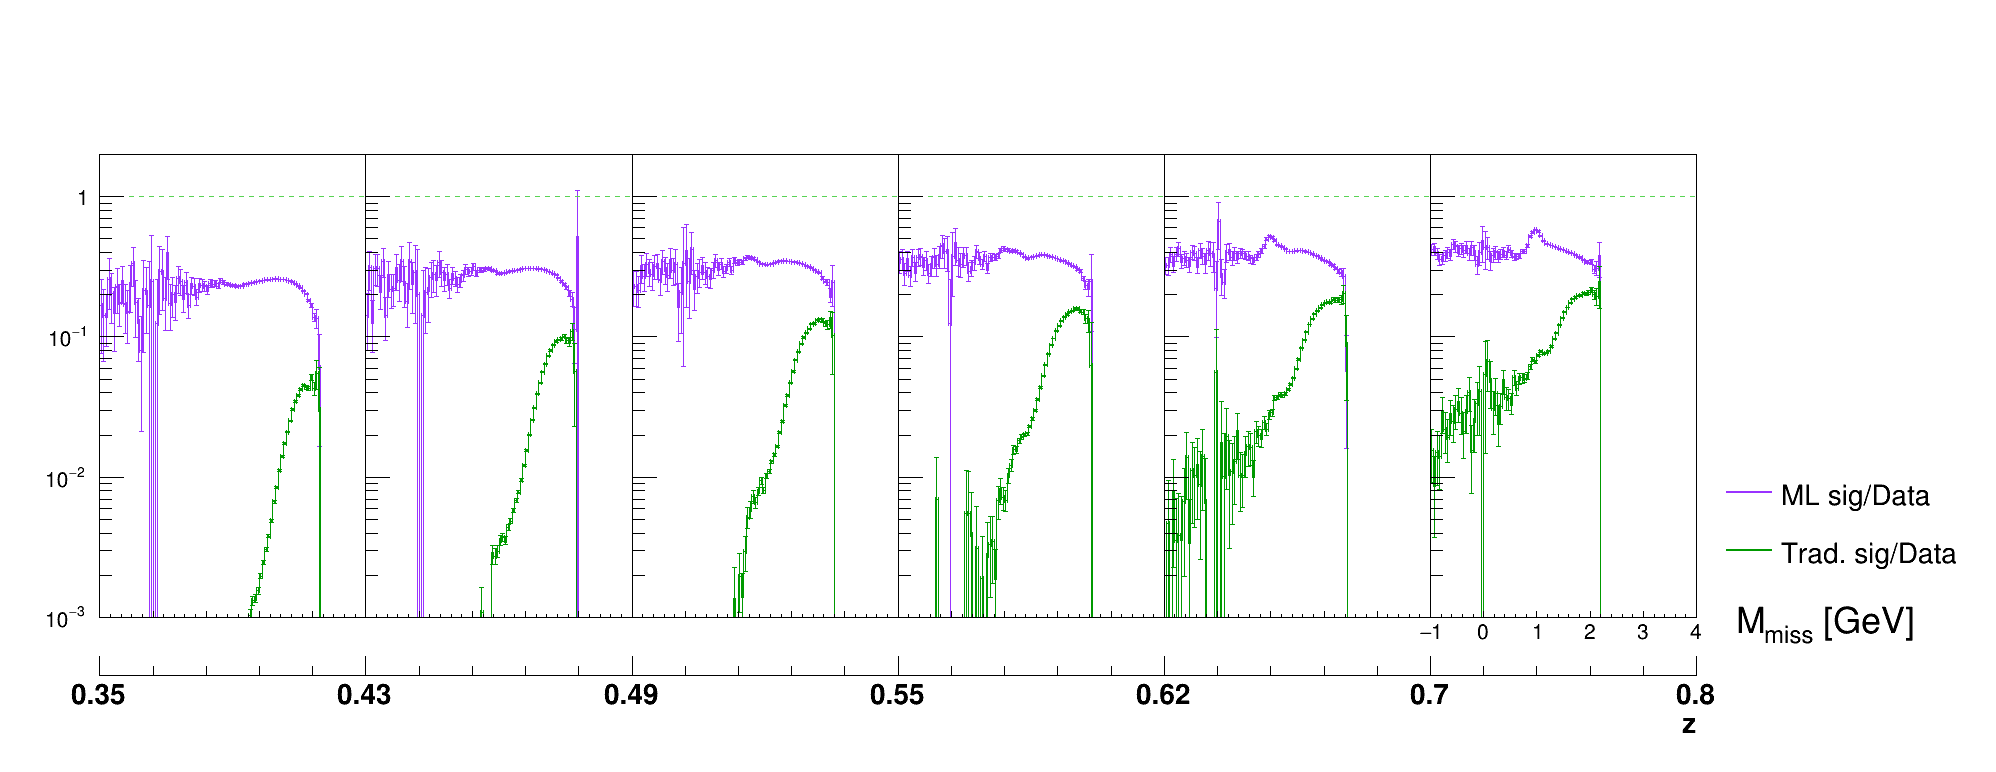 1
10−1
10−2
10−3
ML sig/Data
Trad. sig/Data
−1 0 1 2 3 4
Mmiss [GeV]
0.35 0.43 0.49 0.55 0.62 0.7 0.8
z